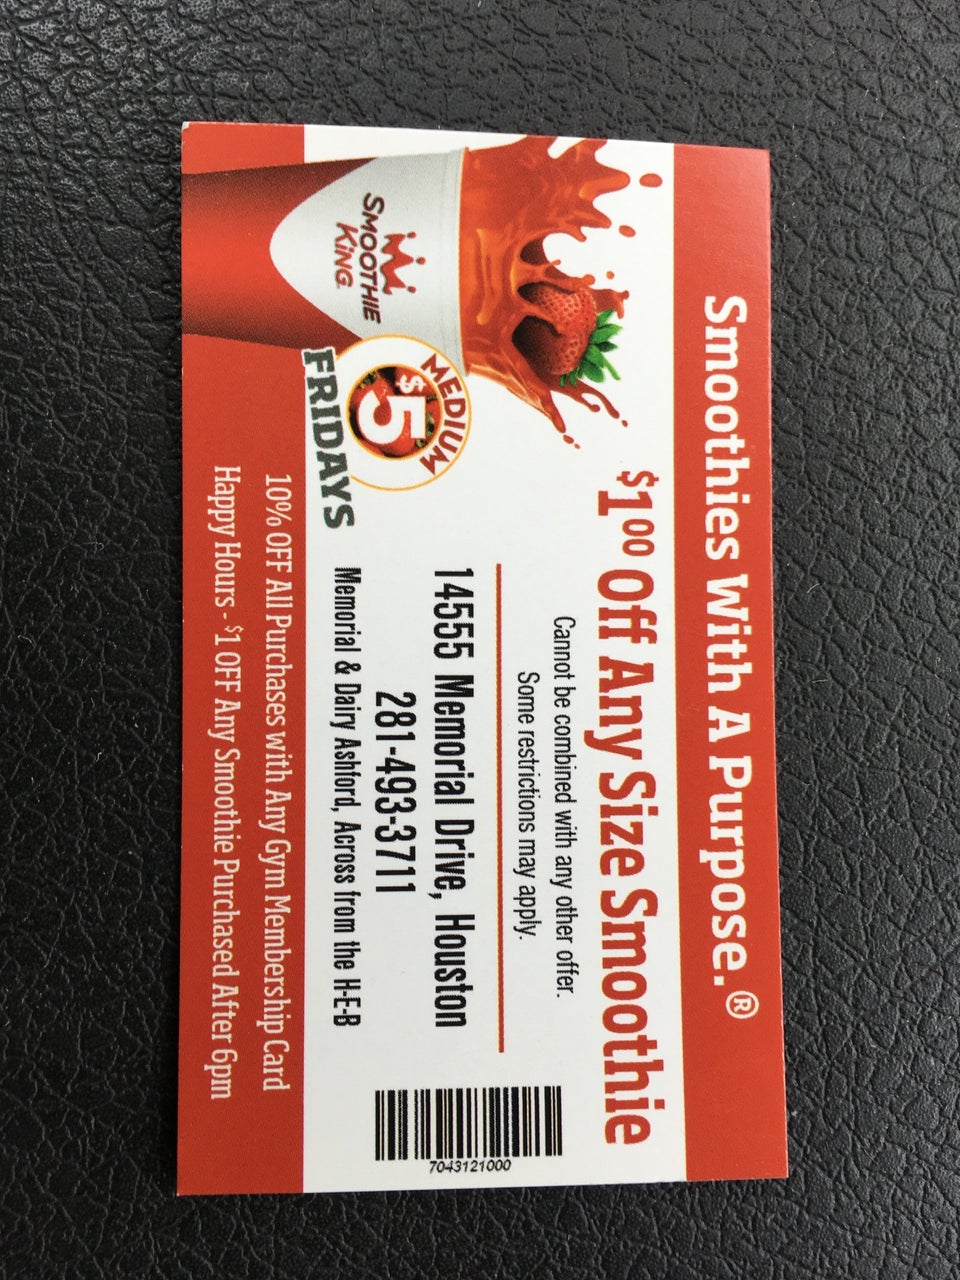 Smoothies With A Purpose.®
SMOOTHIE
KING
$1⁰⁰ Off Any Size Smoothie
Cannot be combined with any other offer.
Some restrictions may apply.
MEDIUM
$5
FRIDAYS
14555 Memorial Drive, Houston
281-493-3711
Memorial & Dairy Ashford, Across from the H-E-B
7043121000
10% OFF All Purchases with Any Gym Membership Card
Happy Hours - $1 OFF Any Smoothie Purchased After 6pm